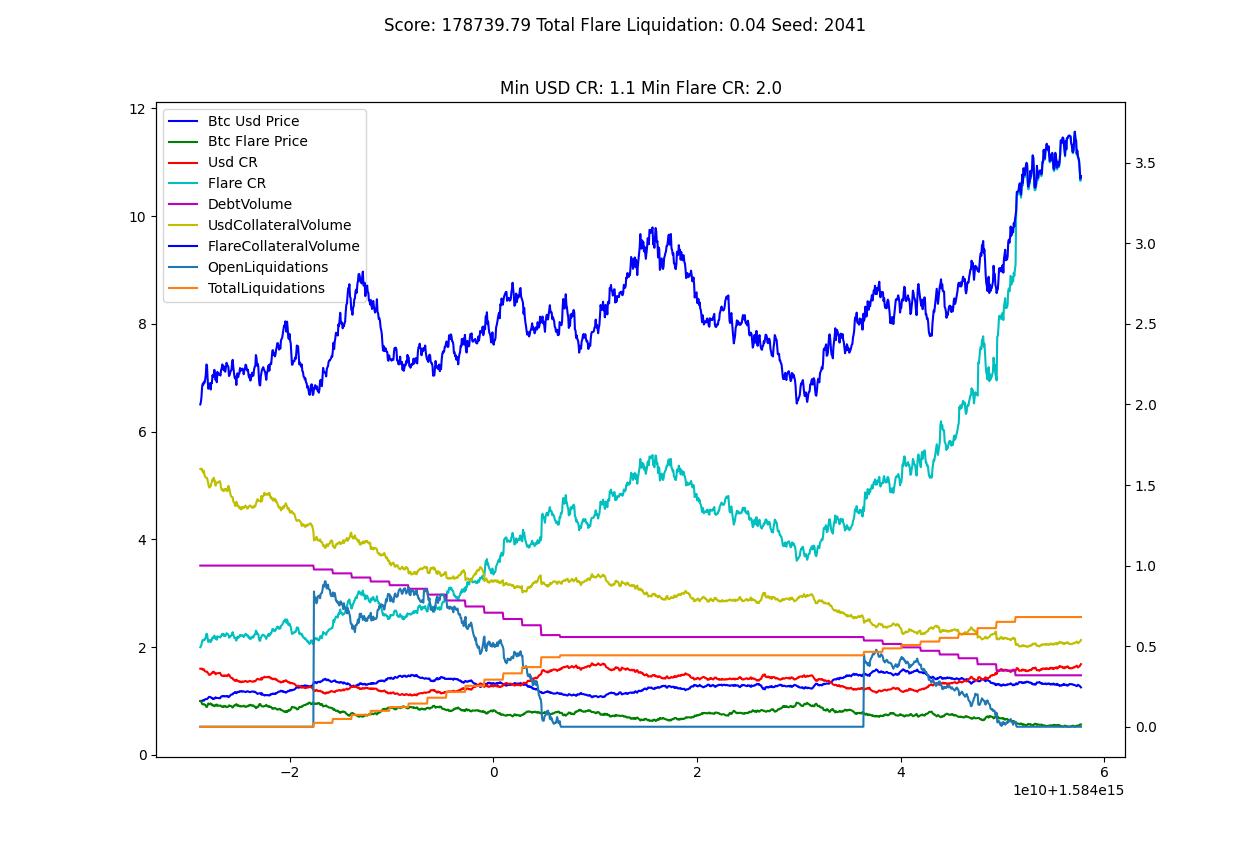 Score: 178739.79 Total Flare Liquidation: 0.04 Seed: 2041
Min USD CR: 1.1 Min Flare CR: 2.0
Btc Usd Price
Btc Flare Price
Usd CR
Flare CR
DebtVolume
UsdCollateralVolume
FlareCollateralVolume
OpenLiquidations
TotalLiquidations
12
10
8
6
4
2
0
3.5
3.0
2.5
2.0
1.5
1.0
0.5
0.0
−2 0 2 4 6
1e10+1.584e15